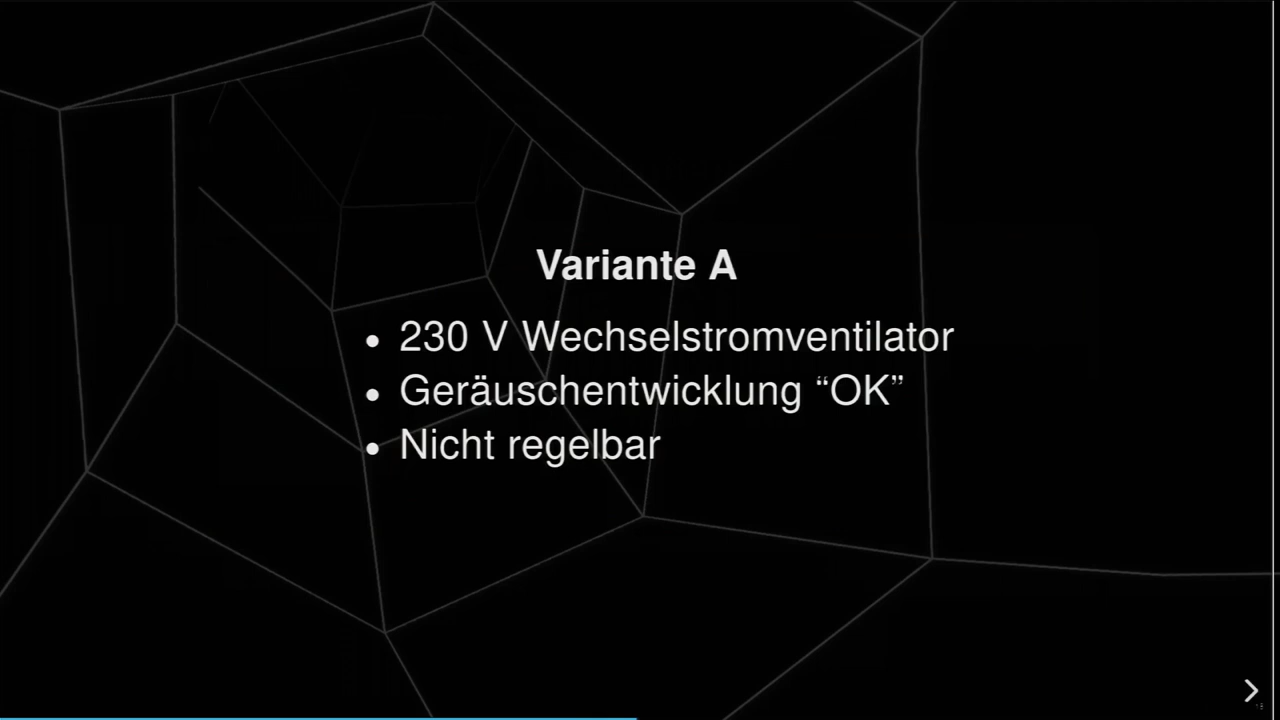 Variante A
• 230 V Wechselstromventilator
• Geräuschentwicklung “OK”
• Nicht regelbar